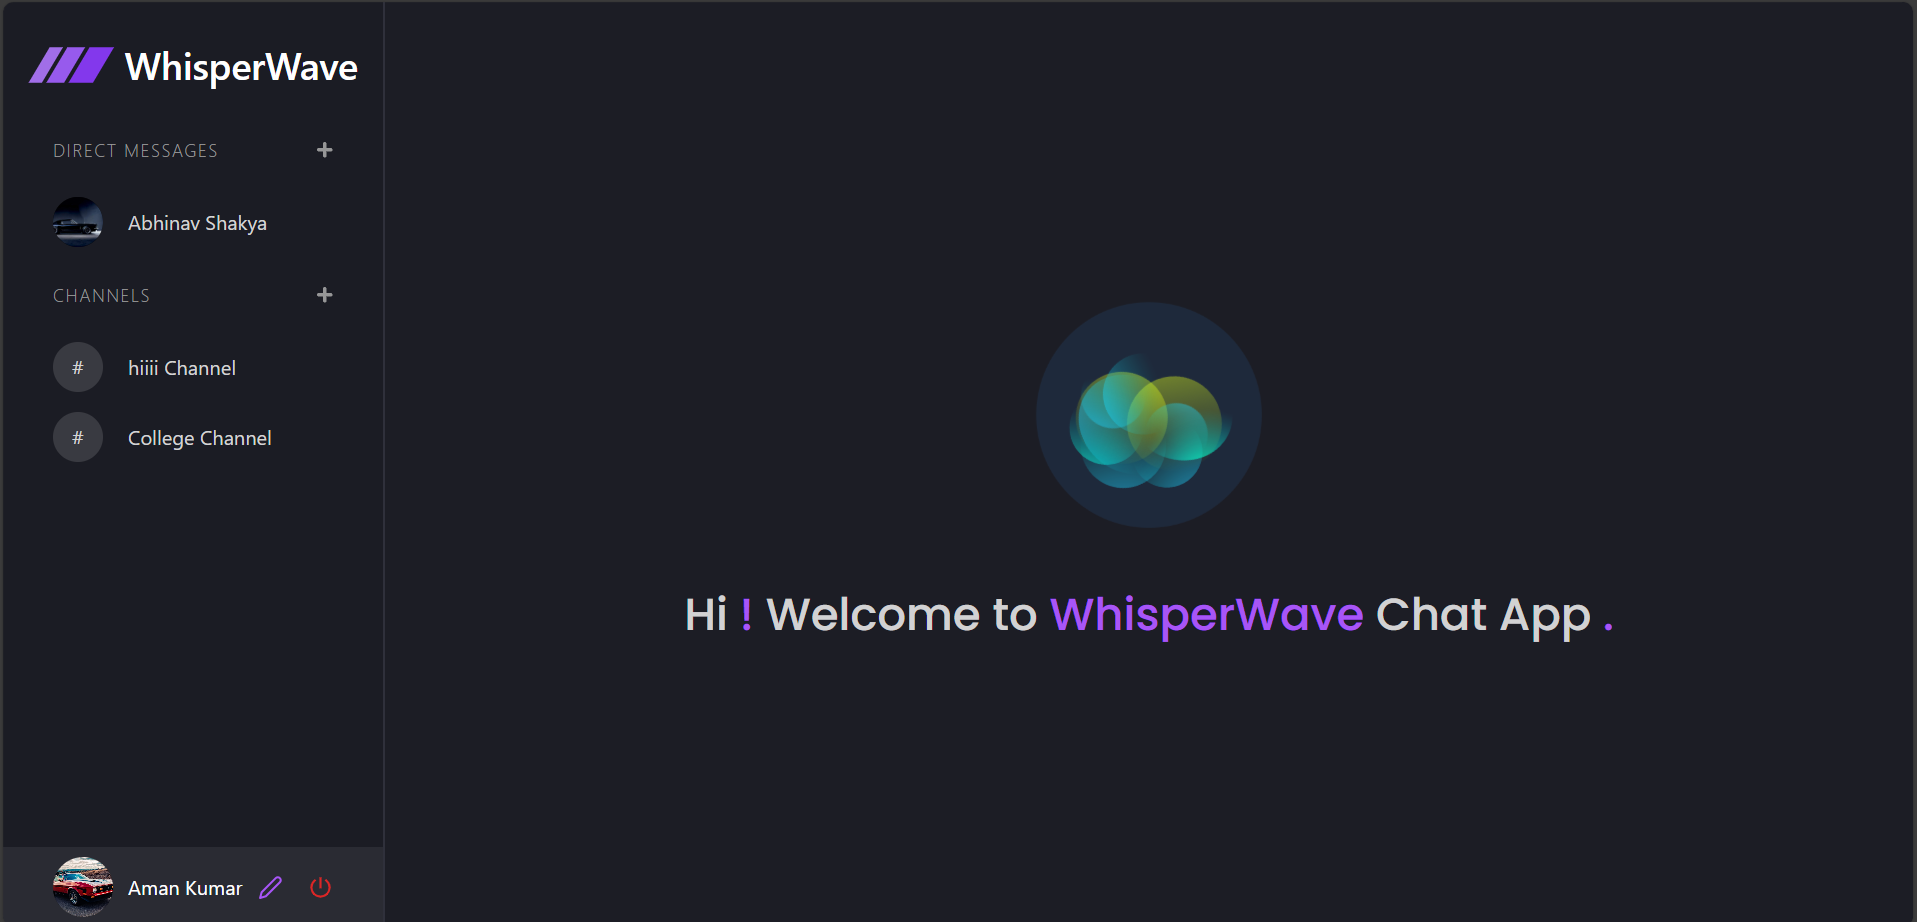 WhisperWave
DIRECT MESSAGES +
Abhinav Shakya
CHANNELS +
# hiiii Channel
# College Channel
Hi ! Welcome to WhisperWave Chat App .
Aman Kumar